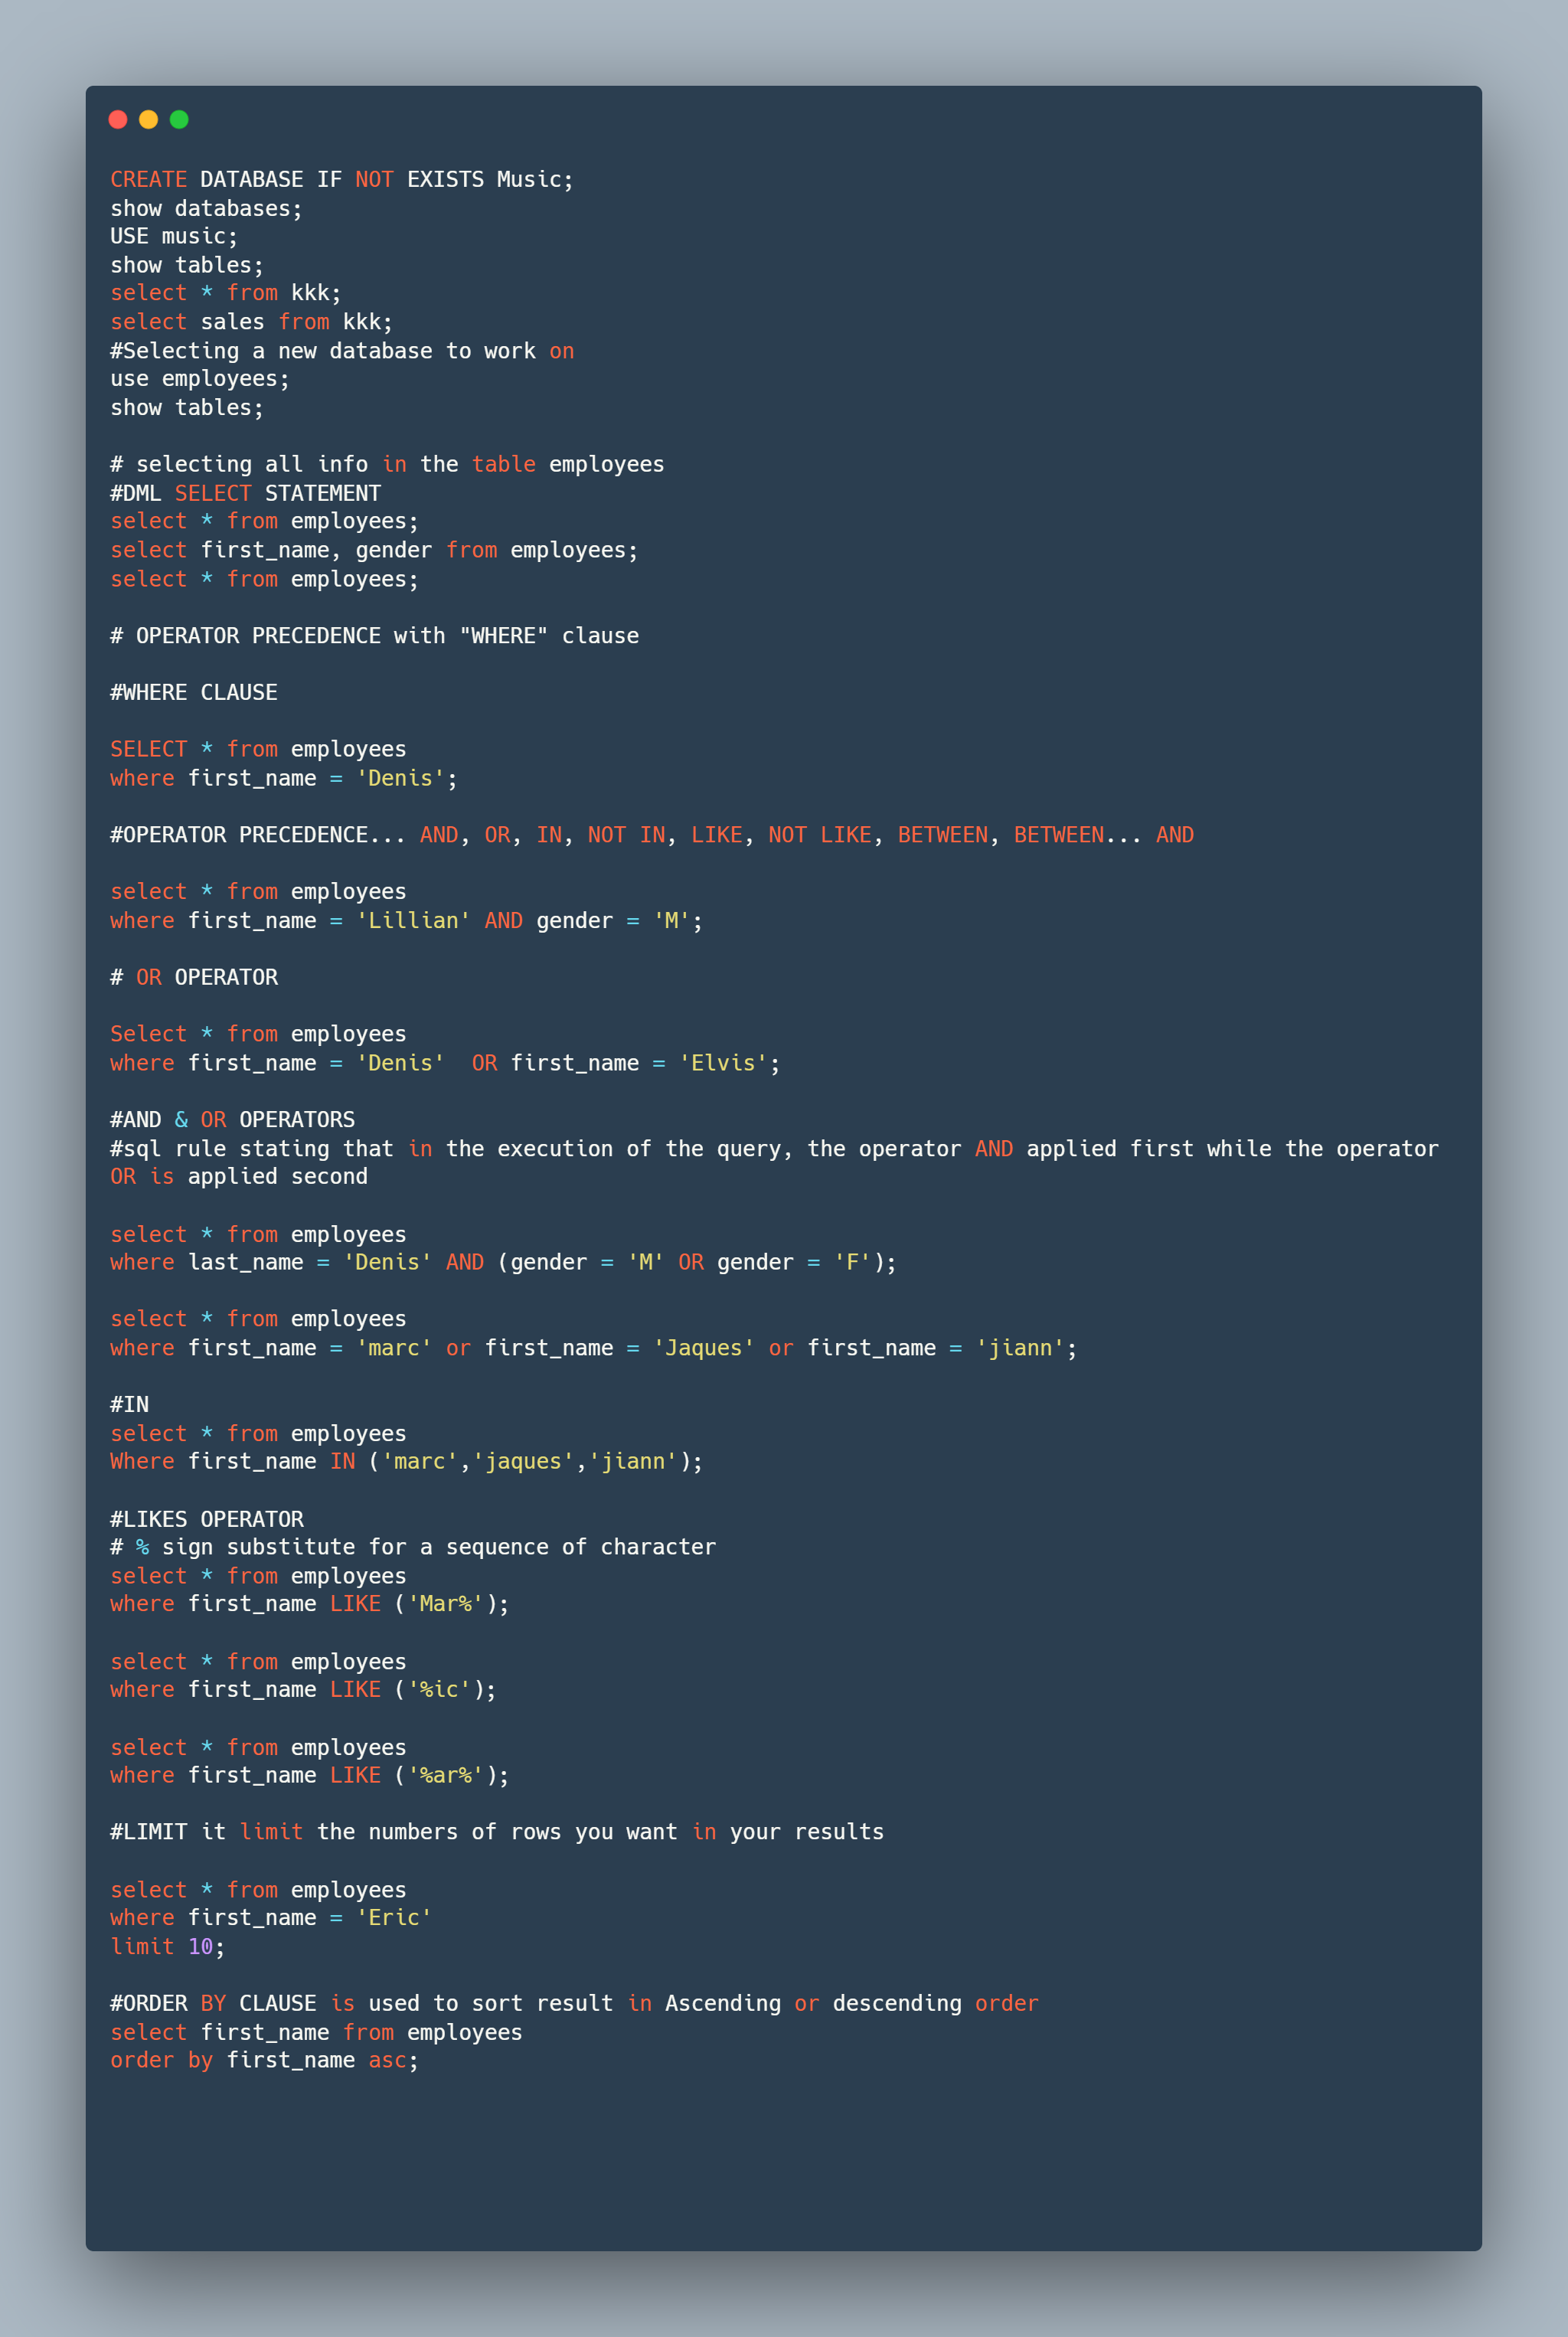 CREATE DATABASE IF NOT EXISTS Music;
show databases;
USE music;
show tables;
select * from kkk;
select sales from kkk;
#Selecting a new database to work on
use employees;
show tables;
# selecting all info in the table employees
#DML SELECT STATEMENT
select * from employees;
select first_name, gender from employees;
select * from employees;
# OPERATOR PRECEDENCE with "WHERE" clause
#WHERE CLAUSE
SELECT * from employees
where first_name = 'Denis';
#OPERATOR PRECEDENCE... AND, OR, IN, NOT IN, LIKE, NOT LIKE, BETWEEN, BETWEEN... AND
select * from employees
where first_name = 'Lillian' AND gender = 'M';
# OR OPERATOR
Select * from employees
where first_name = 'Denis'  OR first_name = 'Elvis';
#AND & OR OPERATORS
#sql rule stating that in the execution of the query, the operator AND applied first while the operator
OR is applied second
select * from employees
where last_name = 'Denis' AND (gender = 'M' OR gender = 'F');
select * from employees
where first_name = 'marc' or first_name = 'Jaques' or first_name = 'jiann';
#IN
select * from employees
Where first_name IN ('marc','jaques','jiann');
#LIKES OPERATOR
# % sign substitute for a sequence of character
select * from employees
where first_name LIKE ('Mar%');
select * from employees
where first_name LIKE ('%ic');
select * from employees
where first_name LIKE ('%ar%');
#LIMIT it limit the numbers of rows you want in your results
select * from employees
where first_name = 'Eric'
limit 10;
#ORDER BY CLAUSE is used to sort result in Ascending or descending order
select first_name from employees
order by first_name asc;